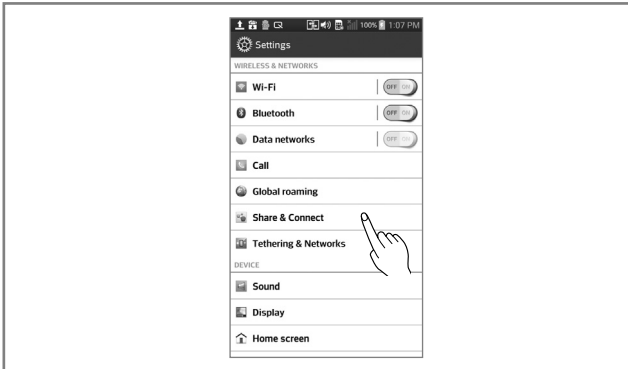 100% 1:07 PM
Settings
WIRELESS & NETWORKS
Wi-Fi OFF ON
Bluetooth OFF ON
Data networks OFF ON
Call
Global roaming
Share & Connect
Tethering & Networks
DEVICE
Sound
Display
Home screen